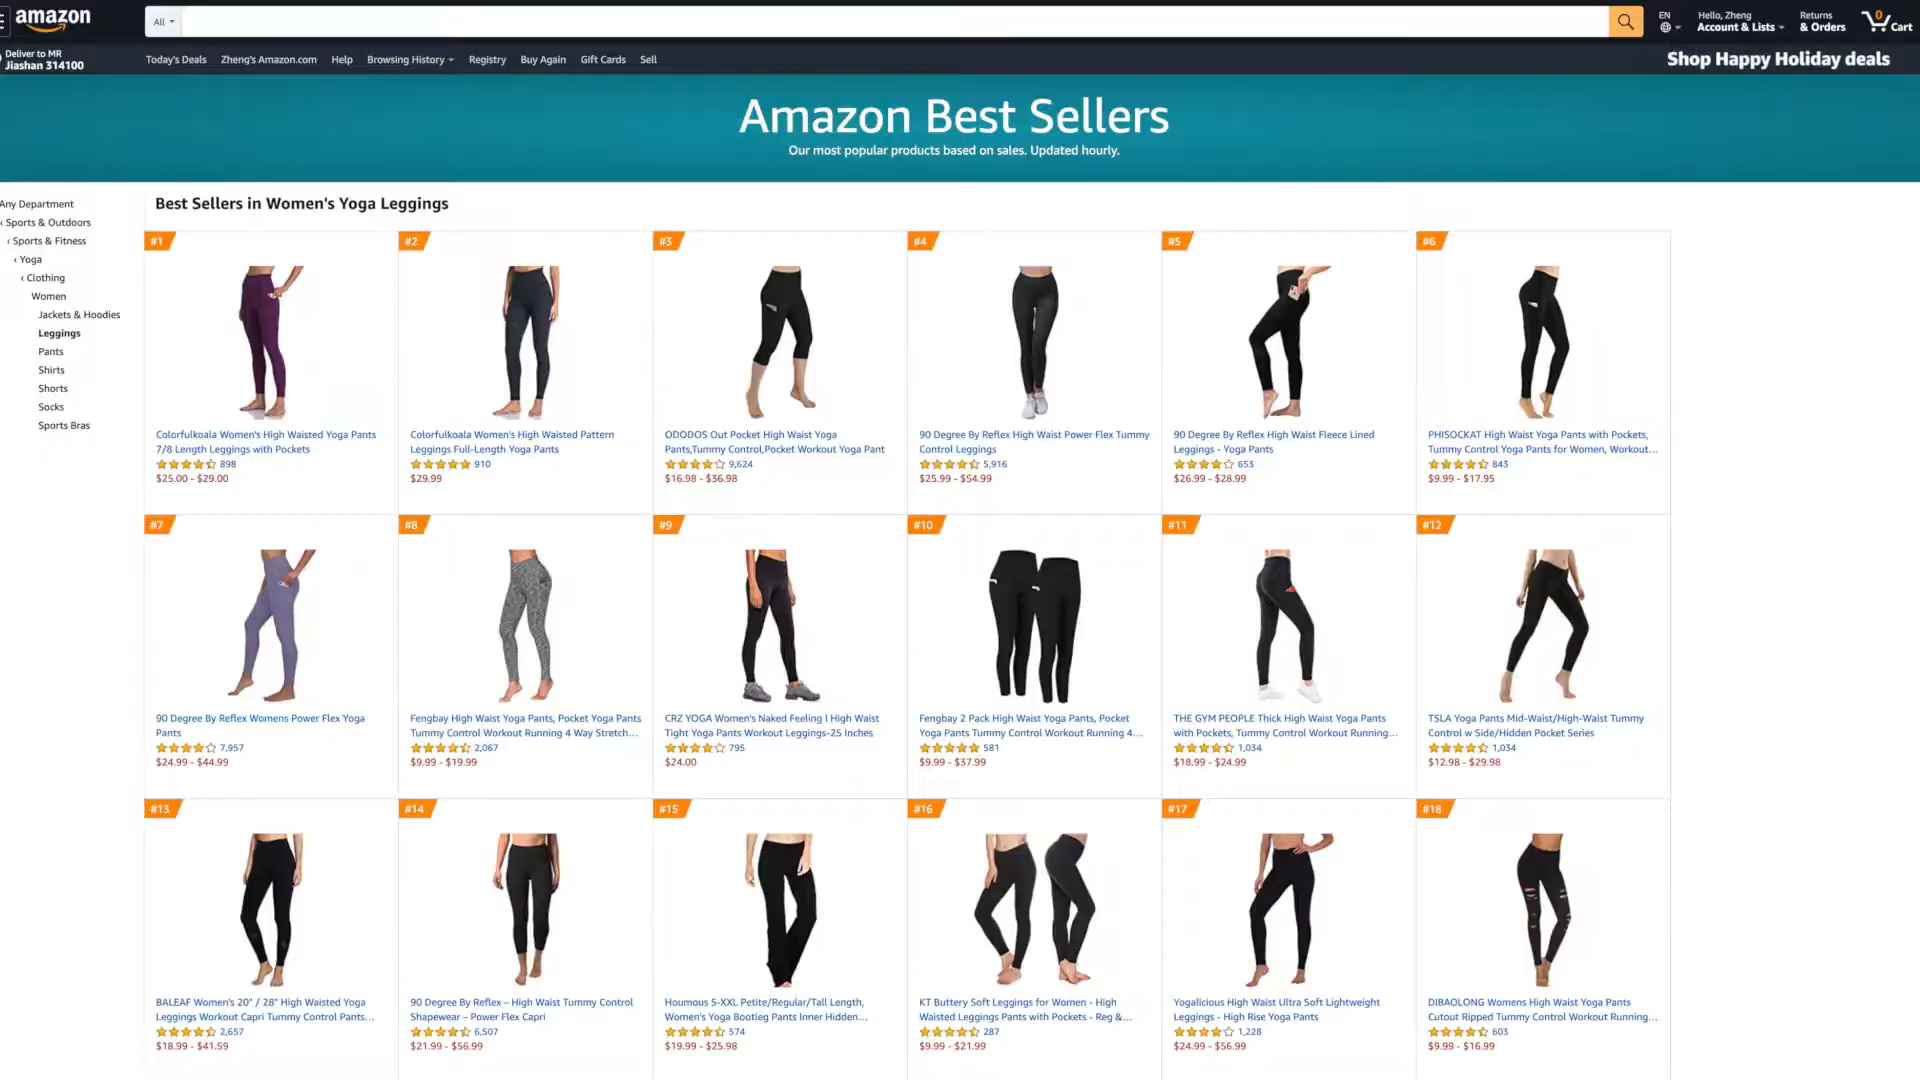 amazon
All
EN
Hello, Zheng
Account & Lists
Returns
& Orders
0
Cart
Deliver to MR
Jiashan 314100
Today's Deals
Zheng's Amazon.com
Help
Browsing History
Registry
Buy Again
Gift Cards
Sell
Shop Happy Holiday deals
Amazon Best Sellers
Our most popular products based on sales. Updated hourly.
Any Department
‹ Sports & Outdoors
‹ Sports & Fitness
‹ Yoga
‹ Clothing
Women
Jackets & Hoodies
Leggings
Pants
Shirts
Shorts
Socks
Sports Bras
Best Sellers in Women's Yoga Leggings
#1
Colorfulkoala Women's High Waisted Yoga Pants
7/8 Length Leggings with Pockets
898
$25.00 - $29.00
#2
Colorfulkoala Women's High Waisted Pattern
Leggings Full-Length Yoga Pants
910
$29.99
#3
ODODOS Out Pocket High Waist Yoga
Pants,Tummy Control,Pocket Workout Yoga Pant
9,624
$16.98 - $36.98
#4
90 Degree By Reflex High Waist Power Flex Tummy
Control Leggings
5,916
$25.99 - $54.99
#5
90 Degree By Reflex High Waist Fleece Lined
Leggings - Yoga Pants
653
$26.99 - $28.99
#6
PHISOCKAT High Waist Yoga Pants with Pockets,
Tummy Control Yoga Pants for Women, Workout...
843
$9.99 - $17.95
#7
90 Degree By Reflex Womens Power Flex Yoga
Pants
7,957
$24.99 - $44.99
#8
Fengbay High Waist Yoga Pants, Pocket Yoga Pants
Tummy Control Workout Running 4 Way Stretch...
2,067
$9.99 - $19.99
#9
CRZ YOGA Women's Naked Feeling I High Waist
Tight Yoga Pants Workout Leggings-25 Inches
795
$24.00
#10
Fengbay 2 Pack High Waist Yoga Pants, Pocket
Yoga Pants Tummy Control Workout Running 4...
581
$9.99 - $37.99
#11
THE GYM PEOPLE Thick High Waist Yoga Pants
with Pockets, Tummy Control Workout Running...
1,034
$18.99 - $24.99
#12
TSLA Yoga Pants Mid-Waist/High-Waist Tummy
Control w Side/Hidden Pocket Series
1,034
$12.98 - $29.98
#13
BALEAF Women's 20" / 28" High Waisted Yoga
Leggings Workout Capri Tummy Control Pants...
2,657
$18.99 - $41.59
#14
90 Degree By Reflex – High Waist Tummy Control
Shapewear – Power Flex Capri
6,507
$21.99 - $56.99
#15
Houmous S-XXL Petite/Regular/Tall Length,
Women's Yoga Bootleg Pants Inner Hidden...
574
$19.99 - $25.98
#16
KT Buttery Soft Leggings for Women - High
Waisted Leggings Pants with Pockets - Reg &...
287
$9.99 - $21.99
#17
Yogalicious High Waist Ultra Soft Lightweight
Leggings - High Rise Yoga Pants
1,228
$24.99 - $56.99
#18
DIBAOLONG Womens High Waist Yoga Pants
Cutout Ripped Tummy Control Workout Running...
603
$9.99 - $16.99